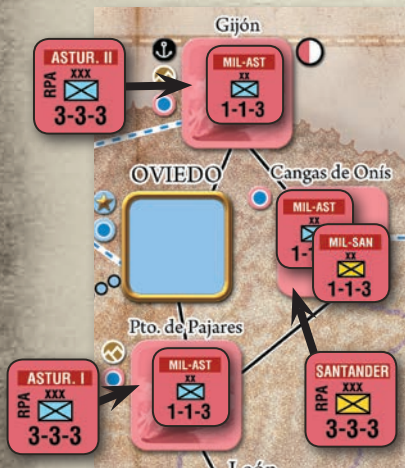 Gijón
ASTUR. II
XXX
RPA
3-3-3
MIL-AST
XX
1-1-3
OVIEDO
Cangas de Onís
MIL-AST
XX
MIL-SAN
XX
1-1-3
Pto. de Pajares
MIL-AST
XX
1-1-3
ASTUR. I
XXX
RPA
3-3-3
SANTANDER
XXX
RPA
3-3-3